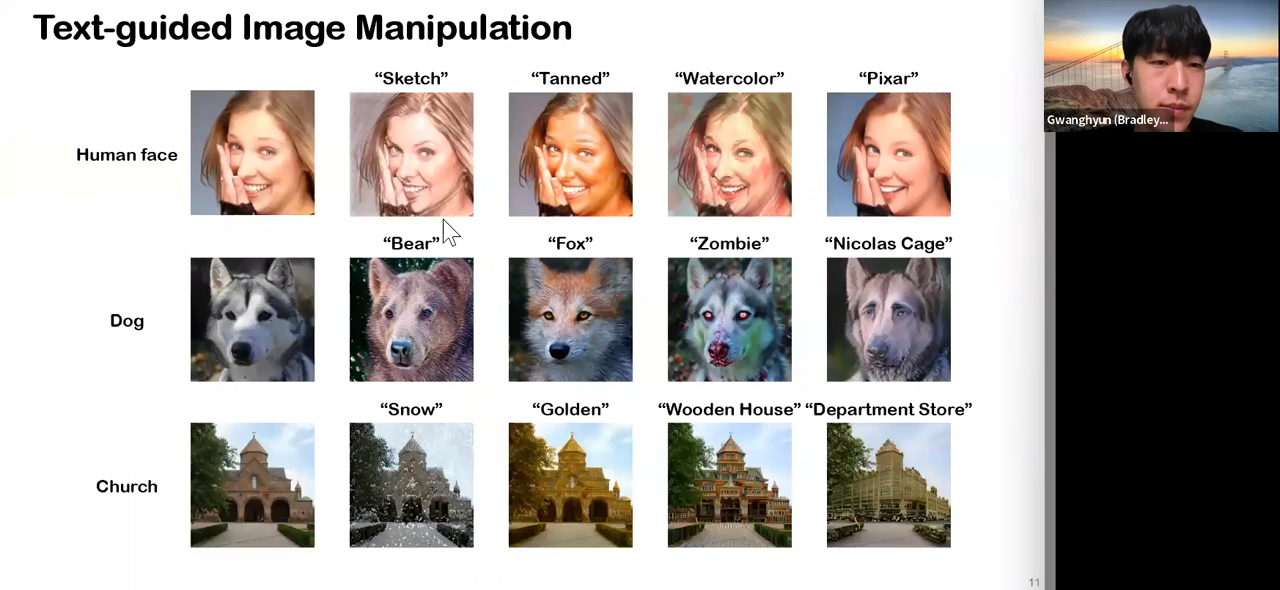 Text-guided Image Manipulation
“Sketch” “Tanned” “Watercolor” “Pixar”
Human face
Gwanghyun (Bradley...
“Bear” “Fox” “Zombie” “Nicolas Cage”
Dog
“Snow” “Golden” “Wooden House” “Department Store”
Church
11